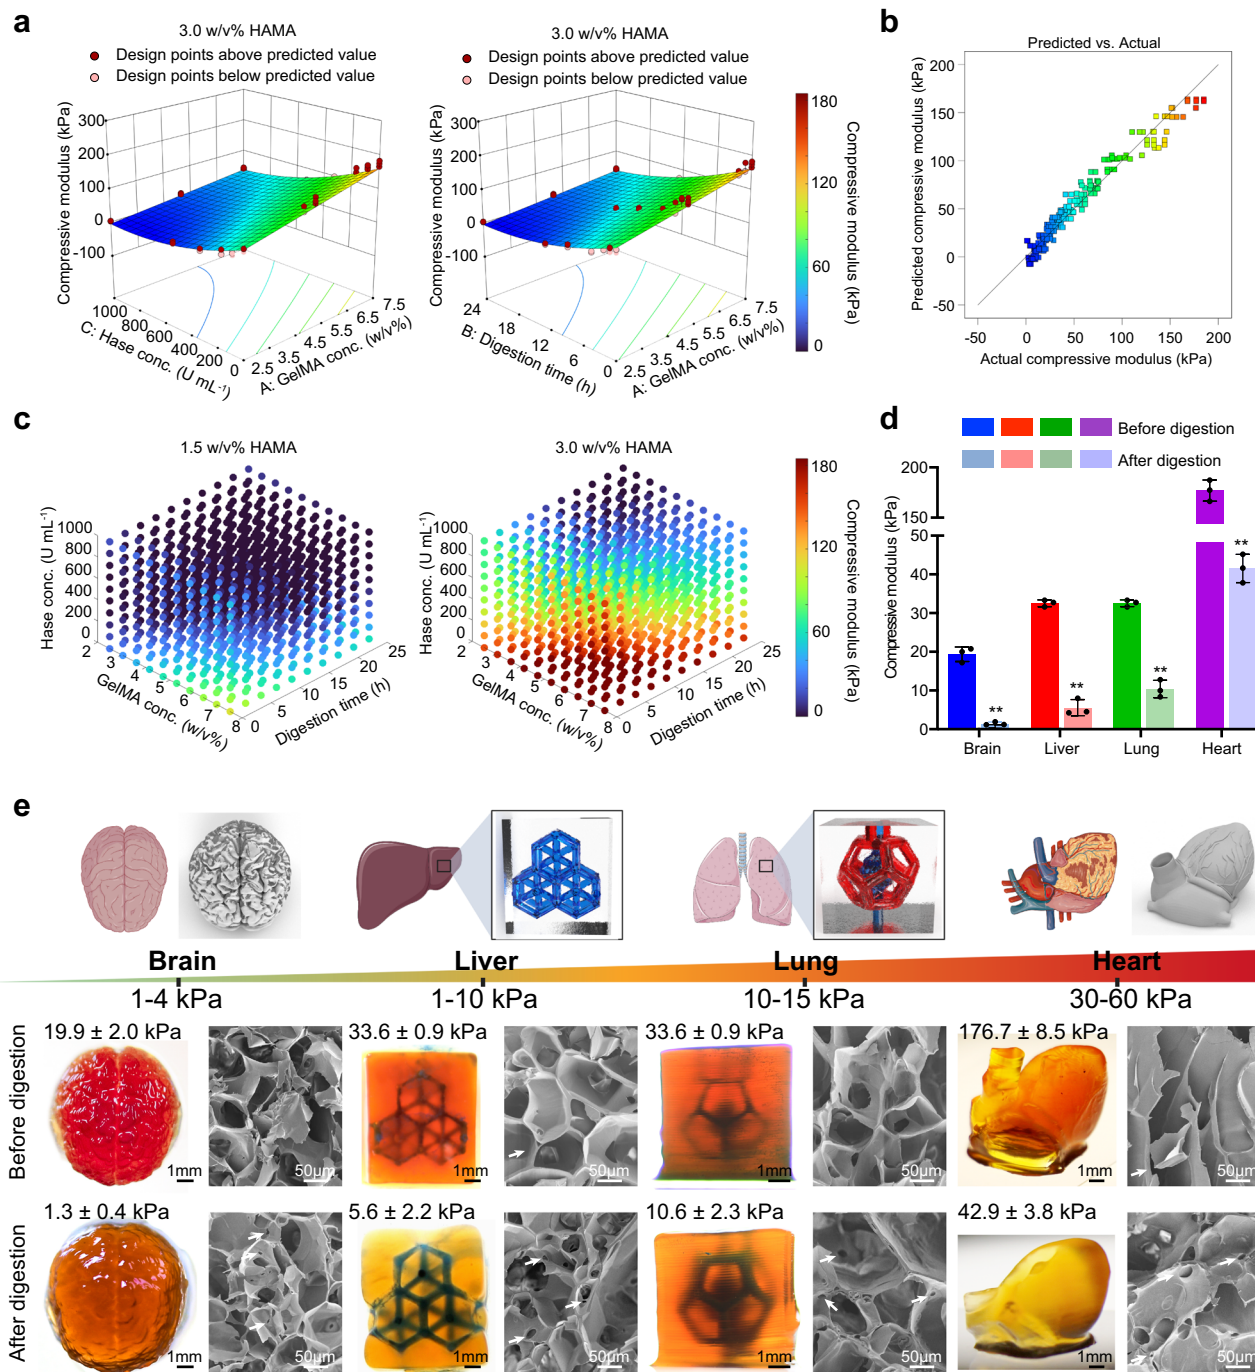 a
3.0 w/v% HAMA
Design points above predicted value
Design points below predicted value
Compressive modulus (kPa)
300
200
100
0
-100
1000
800
600
400
200
0
C: Hase conc. (U mL-1)
2.5
3.5
4.5
5.5
6.5
7.5
A: GelMA conc. (w/v%)
3.0 w/v% HAMA
Design points above predicted value
Design points below predicted value
Compressive modulus (kPa)
300
200
100
0
-100
24
18
12
6
0
B: Digestion time (h)
2.5
3.5
4.5
5.5
6.5
7.5
A: GelMA conc. (w/v%)
180
120
60
0
Compressive modulus (kPa)
b
Predicted vs. Actual
Predicted compressive modulus (kPa)
200
150
100
50
0
-50
-50 0 50 100 150 200
Actual compressive modulus (kPa)
c
1.5 w/v% HAMA
Hase conc. (U mL-1)
1000
800
600
400
200
0
2
3
4
5
6
7
8
GelMA conc. (w/v%)
0
5
10
15
20
25
Digestion time (h)
3.0 w/v% HAMA
Hase conc. (U mL-1)
1000
800
600
400
200
0
2
3
4
5
6
7
8
GelMA conc. (w/v%)
0
5
10
15
20
25
Digestion time (h)
180
120
60
0
Compressive modulus (kPa)
d
Before digestion
After digestion
Compressive modulus (kPa)
200
150
50
40
30
20
10
0
**
**
**
**
Brain Liver Lung Heart
e
Brain Liver Lung Heart
1-4 kPa 1-10 kPa 10-15 kPa 30-60 kPa
Before digestion
19.9 ± 2.0 kPa 33.6 ± 0.9 kPa 33.6 ± 0.9 kPa 176.7 ± 8.5 kPa
1mm 50μm 1mm 50μm 1mm 50μm 1mm 50μm
After digestion
1.3 ± 0.4 kPa 5.6 ± 2.2 kPa 10.6 ± 2.3 kPa 42.9 ± 3.8 kPa
1mm 50μm 1mm 50μm 1mm 50μm 1mm 50μm